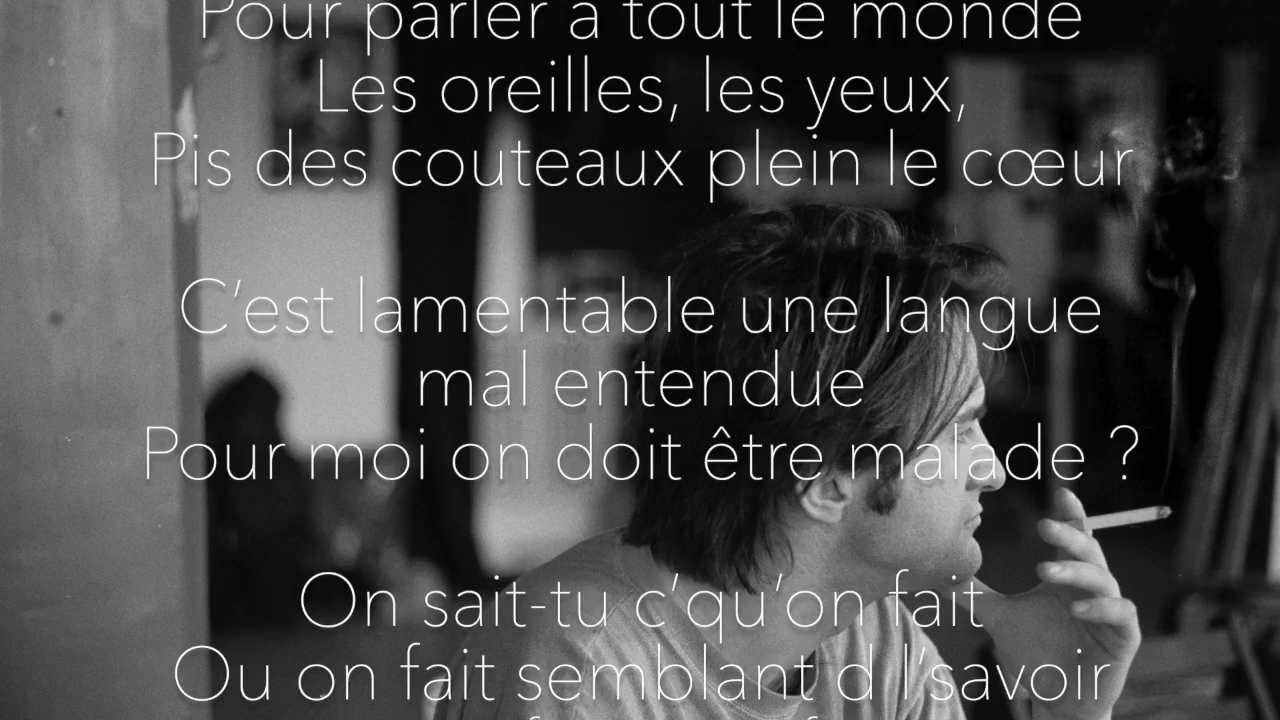 Pour parler à tout le monde
Les oreilles, les yeux,
Pis des couteaux plein le cœur
C’est lamentable une langue
mal entendue
Pour moi on doit être malade ?
On sait-tu c’qu’on fait
Ou on fait semblant d l’savoir